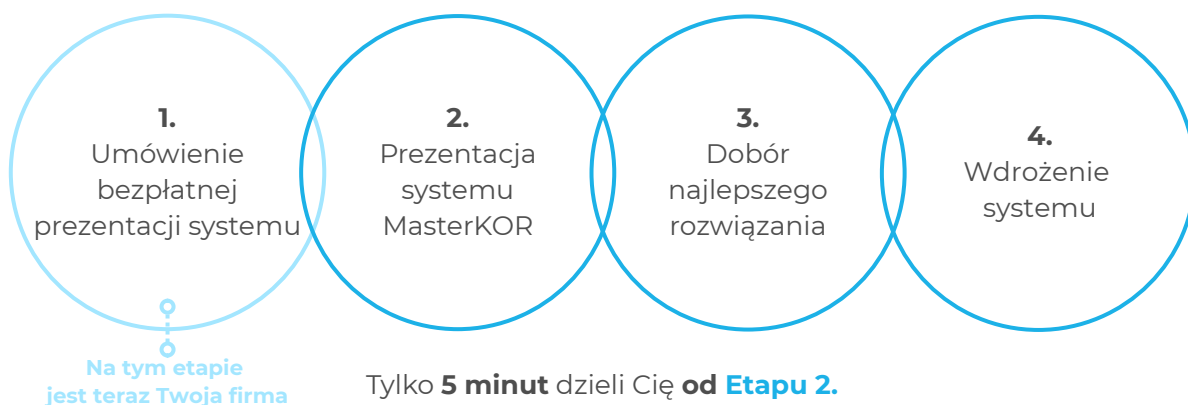 1.
Umówienie
bezpłatnej
prezentacji systemu
2.
Prezentacja
systemu
MasterKOR
3.
Dobór
najlepszego
rozwiązania
4.
Wdrożenie
systemu
Na tym etapie
jest teraz Twoja firma
Tylko 5 minut dzieli Cię od Etapu 2.